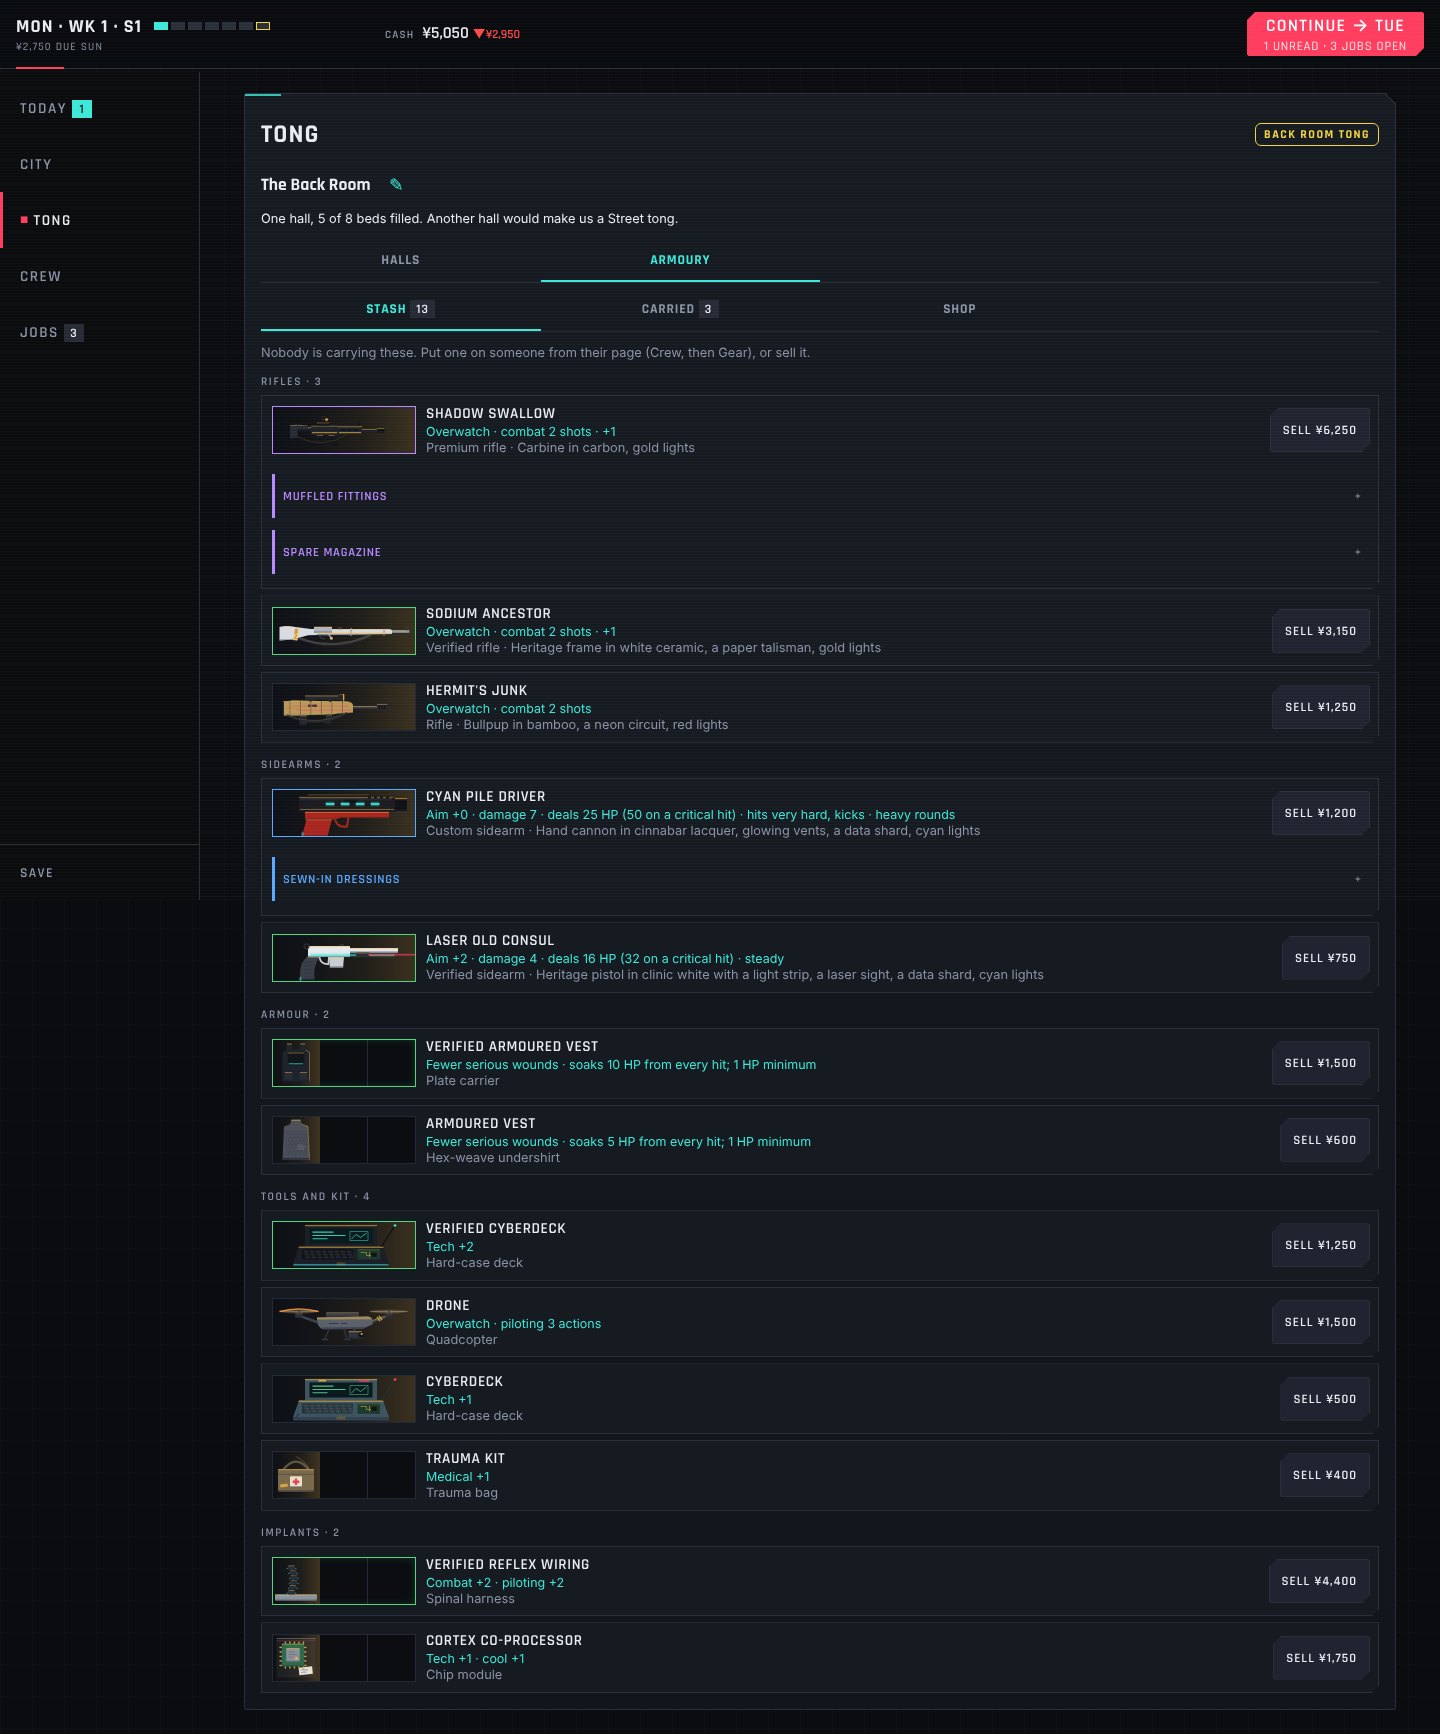 MON · WK 1 · S1
¥2,750 DUE SUN
CASH ¥5,050 ▼¥2,950
CONTINUE → TUE
1 UNREAD · 3 JOBS OPEN
TODAY 1
CITY
TONG
CREW
JOBS 3
SAVE
TONG
BACK ROOM TONG
The Back Room ✎
One hall, 5 of 8 beds filled. Another hall would make us a Street tong.
HALLS
ARMOURY
STASH 13
CARRIED 3
SHOP
Nobody is carrying these. Put one on someone from their page (Crew, then Gear), or sell it.
RIFLES · 3
SHADOW SWALLOW
Overwatch · combat 2 shots · +1
Premium rifle · Carbine in carbon, gold lights
SELL ¥6,250
MUFFLED FITTINGS +
SPARE MAGAZINE +
SODIUM ANCESTOR
Overwatch · combat 2 shots · +1
Verified rifle · Heritage frame in white ceramic, a paper talisman, gold lights
SELL ¥3,150
HERMIT'S JUNK
Overwatch · combat 2 shots
Rifle · Bullpup in bamboo, a neon circuit, red lights
SELL ¥1,250
SIDEARMS · 2
CYAN PILE DRIVER
Aim +0 · damage 7 · deals 25 HP (50 on a critical hit) · hits very hard, kicks · heavy rounds
Custom sidearm · Hand cannon in cinnabar lacquer, glowing vents, a data shard, cyan lights
SELL ¥1,200
SEWN-IN DRESSINGS +
LASER OLD CONSUL
Aim +2 · damage 4 · deals 16 HP (32 on a critical hit) · steady
Verified sidearm · Heritage pistol in clinic white with a light strip, a laser sight, a data shard, cyan lights
SELL ¥750
ARMOUR · 2
VERIFIED ARMOURED VEST
Fewer serious wounds · soaks 10 HP from every hit; 1 HP minimum
Plate carrier
SELL ¥1,500
ARMOURED VEST
Fewer serious wounds · soaks 5 HP from every hit; 1 HP minimum
Hex-weave undershirt
SELL ¥600
TOOLS AND KIT · 4
VERIFIED CYBERDECK
Tech +2
Hard-case deck
SELL ¥1,250
DRONE
Overwatch · piloting 3 actions
Quadcopter
SELL ¥1,500
CYBERDECK
Tech +1
Hard-case deck
SELL ¥500
TRAUMA KIT
Medical +1
Trauma bag
SELL ¥400
IMPLANTS · 2
VERIFIED REFLEX WIRING
Combat +2 · piloting +2
Spinal harness
SELL ¥4,400
CORTEX CO-PROCESSOR
Tech +1 · cool +1
Chip module
SELL ¥1,750